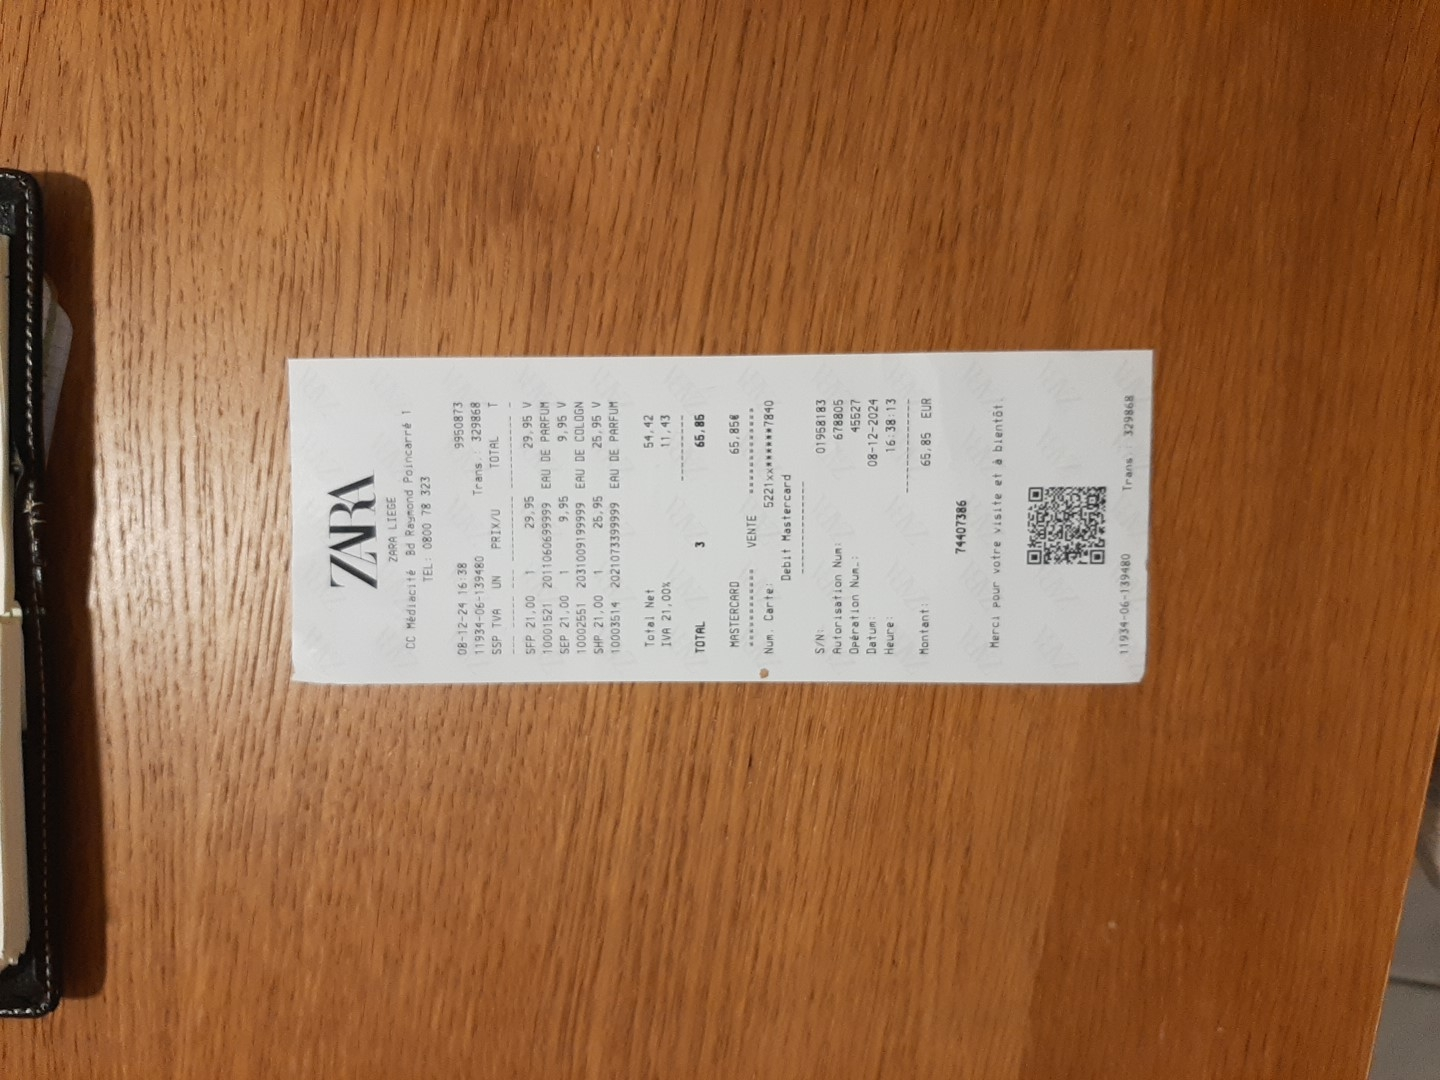 ZARA
ZARA LIEGE
CC Médiacité Bd Raymond Poincarré 1
TEL: 0800 78 323
08-12-24 16:38 9950873
11934-06-139480 Trans.: 329868
SSP TVA UN PRIX/U TOTAL T
SFP 21,00 1 29,95 29,95 V
10001521 20110606999999 EAU DE PARFUM
SEP 21,00 1 9,95 9,95 V
10002551 20310091999999 EAU DE COLOGN
SHP 21,00 1 25,95 25,95 V
10003514 20210733999999 EAU DE PARFUM
Total Net 54,42
IVA 21,00% 11,43
TOTAL 3 65,85
MASTERCARD 65,85€
*********** VENTE ***********
Num. Carte: 5221xx******7840
Debit Mastercard
S/N: 01958183
Autorisation Num: 678805
Opération Num.: 45527
Datum: 08-12-2024
Heure: 16:38:13
Montant: 65,85 EUR
74407386
Merci pour votre visite et à bientôt.
11934-06-139480 Trans.: 329868